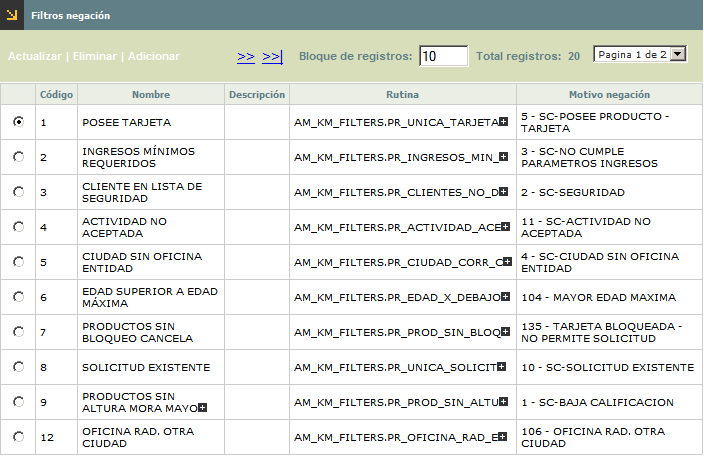 Filtros negación
Actualizar | Eliminar | Adicionar >> >>| Bloque de registros: 10 Total registros: 20 Pagina 1 de 2
Código Nombre Descripción Rutina Motivo negación
1 POSEE TARJETA AM_KM_FILTERS.PR_UNICA_TARJETA 5 - SC-POSEE PRODUCTO -
TARJETA
2 INGRESOS MÍNIMOS
REQUERIDOS AM_KM_FILTERS.PR_INGRESOS_MIN_ 3 - SC-NO CUMPLE
PARAMETROS INGRESOS
3 CLIENTE EN LISTA DE
SEGURIDAD AM_KM_FILTERS.PR_CLIENTES_NO_D 2 - SC-SEGURIDAD
4 ACTIVIDAD NO
ACEPTADA AM_KM_FILTERS.PR_ACTIVIDAD_ACE 11 - SC-ACTIVIDAD NO
ACEPTADA
5 CIUDAD SIN OFICINA
ENTIDAD AM_KM_FILTERS.PR_CIUDAD_CORR_C 4 - SC-CIUDAD SIN OFICINA
ENTIDAD
6 EDAD SUPERIOR A EDAD
MÁXIMA AM_KM_FILTERS.PR_EDAD_X_DEBAJO 104 - MAYOR EDAD MAXIMA
7 PRODUCTOS SIN
BLOQUEO CANCELA AM_KM_FILTERS.PR_PROD_SIN_BLOQ 135 - TARJETA BLOQUEADA -
NO PERMITE SOLICITUD
8 SOLICITUD EXISTENTE AM_KM_FILTERS.PR_UNICA_SOLICIT 10 - SC-SOLICITUD EXISTENTE
9 PRODUCTOS SIN
ALTURA MORA MAYO AM_KM_FILTERS.PR_PROD_SIN_ALTU 1 - SC-BAJA CALIFICACION
12 OFICINA RAD. OTRA
CIUDAD AM_KM_FILTERS.PR_OFICINA_RAD_E 106 - OFICINA RAD. OTRA
CIUDAD